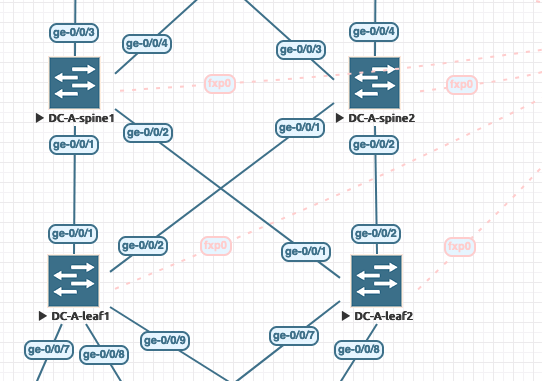 ge-0/0/3
ge-0/0/4
ge-0/0/4
ge-0/0/3
fxp0
fxp0
DC-A-spine1
DC-A-spine2
ge-0/0/1
ge-0/0/2
ge-0/0/1
ge-0/0/2
ge-0/0/1
ge-0/0/2
fxp0
ge-0/0/1
ge-0/0/2
fxp0
DC-A-leaf1
DC-A-leaf2
ge-0/0/7
ge-0/0/8
ge-0/0/9
ge-0/0/7
ge-0/0/8